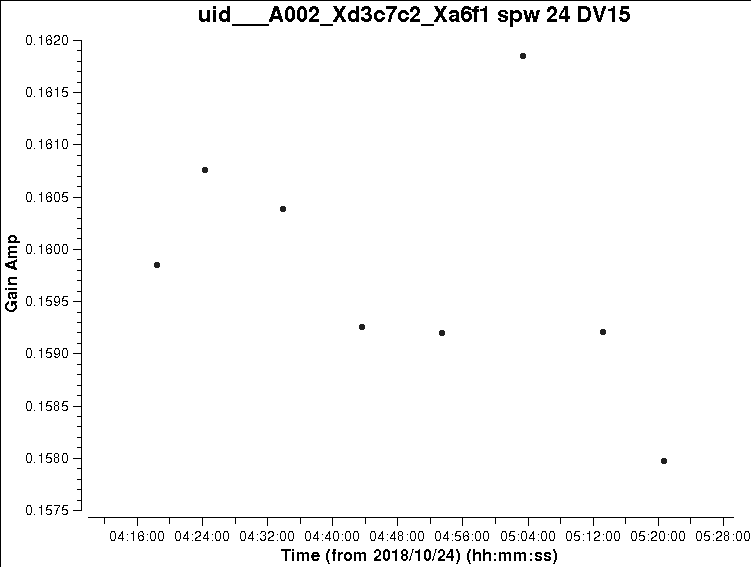 uid___A002_Xd3c7c2_Xa6f1 spw 24 DV15
0.1620
0.1615
0.1610
0.1605
0.1600
0.1595
0.1590
0.1585
0.1580
0.1575
Gain Amp
04:16:00 04:24:00 04:32:00 04:40:00 04:48:00 04:56:00 05:04:00 05:12:00 05:20:00 05:28:00
Time (from 2018/10/24) (hh:mm:ss)